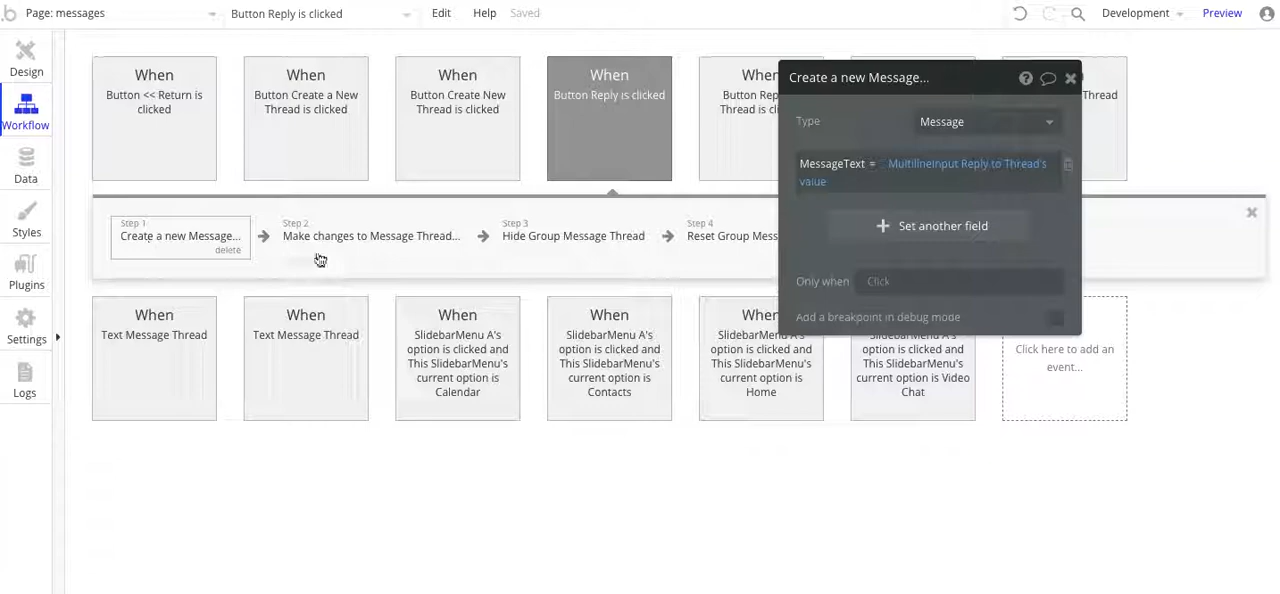 Page: messages
Button Reply is clicked
Edit
Help
Saved
Development
Preview
Design
Workflow
Data
Styles
Plugins
Settings
Logs
When
Button << Return is
clicked
When
Button Create a New
Thread is clicked
When
Button Create New
Thread is clicked
When
Button Reply is clicked
When
Button
Thread is
Thread
Create a new Message...
Type
Message
MessageText =
MultilineInput Reply to Thread's
value
Set another field
Only when
Click
Add a breakpoint in debug mode
Step 1
Create a new Message...
delete
Step 2
Make changes to Message Thread...
Step 3
Hide Group Message Thread
Step 4
Reset Group
When
Text Message Thread
When
Text Message Thread
When
SlidebarMenu A's
option is clicked and
This SlidebarMenu's
current option is
Calendar
When
SlidebarMenu A's
option is clicked and
This SlidebarMenu's
current option is
Contacts
When
SlidebarMenu A's
option is clicked and
This SlidebarMenu's
current option is
Home
option is clicked and
This SlidebarMenu's
current option is Video
Chat
Click here to add an
event...